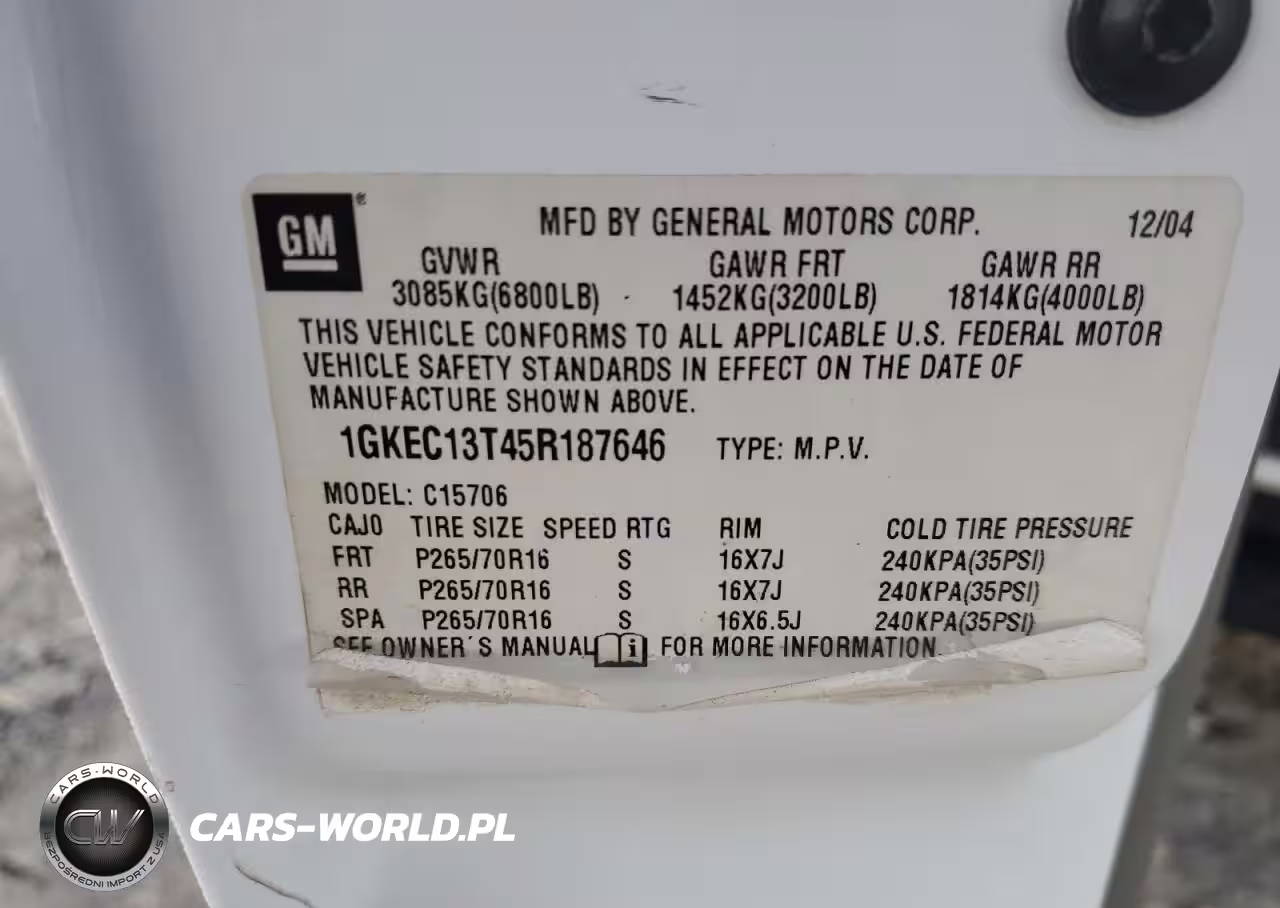 GM
MFD BY GENERAL MOTORS CORP. 12/04
GVWR GAWR FRT GAWR RR
3085KG(6800LB) 1452KG(3200LB) 1814KG(4000LB)
THIS VEHICLE CONFORMS TO ALL APPLICABLE U.S. FEDERAL MOTOR
VEHICLE SAFETY STANDARDS IN EFFECT ON THE DATE OF
MANUFACTURE SHOWN ABOVE.
1GKEC13T45R187646 TYPE: M.P.V.
MODEL: C15706
CAJO TIRE SIZE SPEED RTG RIM COLD TIRE PRESSURE
FRT P265/70R16 S 16X7J 240KPA(35PSI)
RR P265/70R16 S 16X7J 240KPA(35PSI)
SPA P265/70R16 S 16X6.5J 240KPA(35PSI)
SEE OWNER´S MANUAL i FOR MORE INFORMATION.
CARS-WORLD
CW
BEZPOŚREDNI IMPORT Z USA
CARS-WORLD.PL